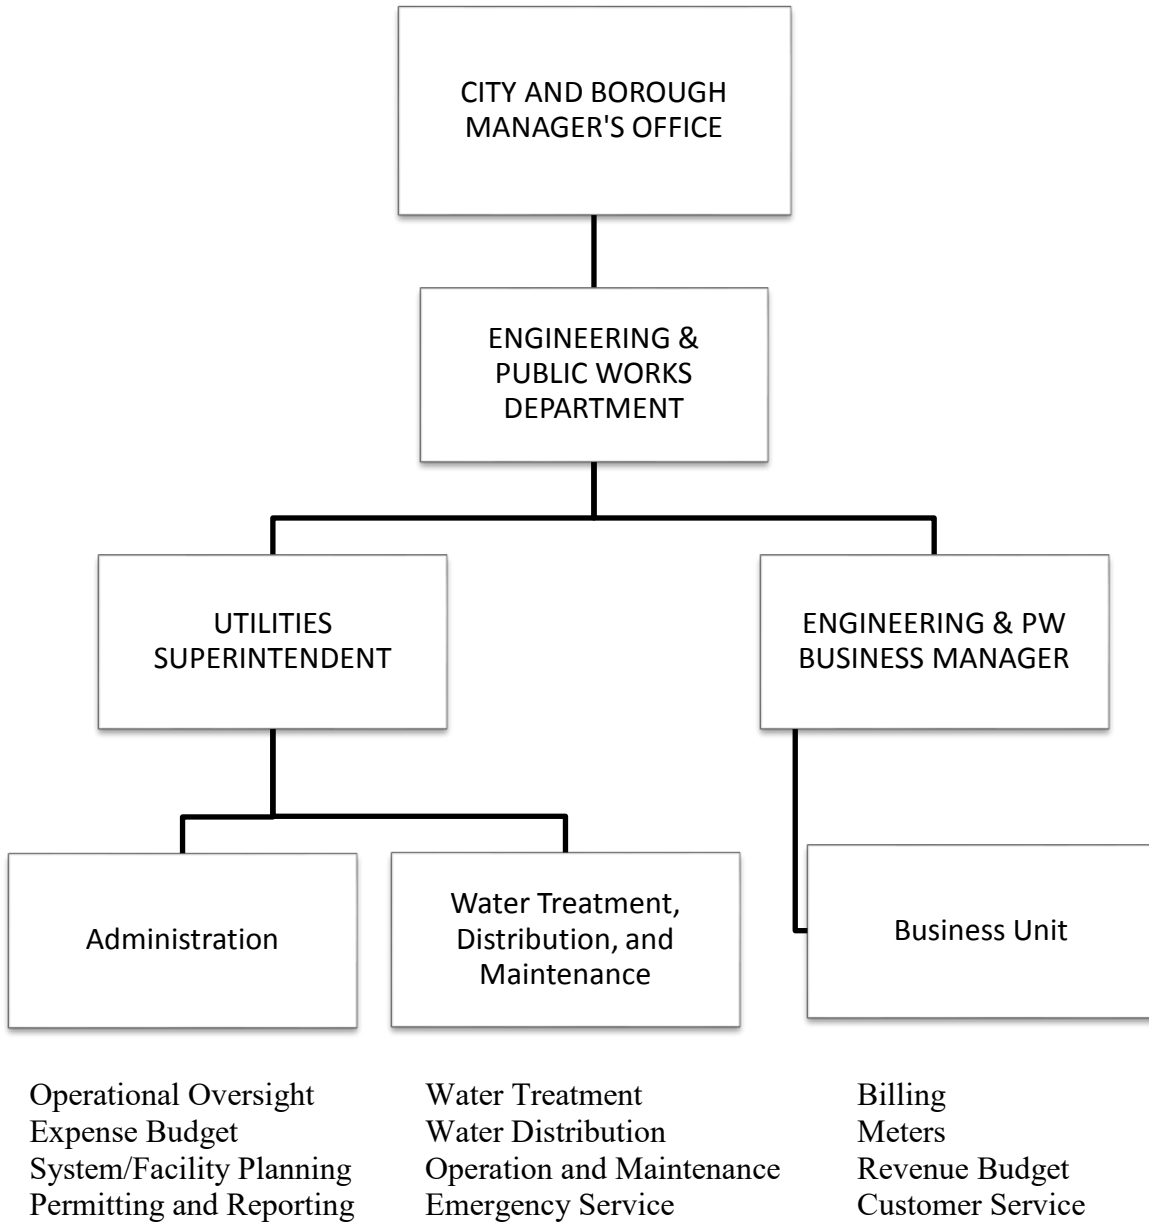 CITY AND BOROUGH
MANAGER'S OFFICE
ENGINEERING &
PUBLIC WORKS
DEPARTMENT
UTILITIES
SUPERINTENDENT
ENGINEERING & PW
BUSINESS MANAGER
Administration
Water Treatment,
Distribution, and
Maintenance
Business Unit
Operational Oversight
Expense Budget
System/Facility Planning
Permitting and Reporting
Water Treatment
Water Distribution
Operation and Maintenance
Emergency Service
Billing
Meters
Revenue Budget
Customer Service